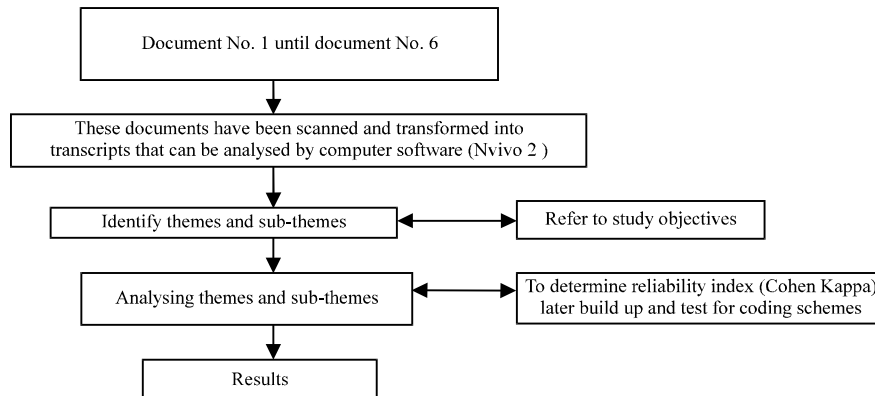 Document No. 1 until document No. 6
These documents have been scanned and transformed into
transcripts that can be analysed by computer software (Nvivo 2 )
Identify themes and sub-themes
Refer to study objectives
Analysing themes and sub-themes
To determine reliability index (Cohen Kappa)
later build up and test for coding schemes
Results